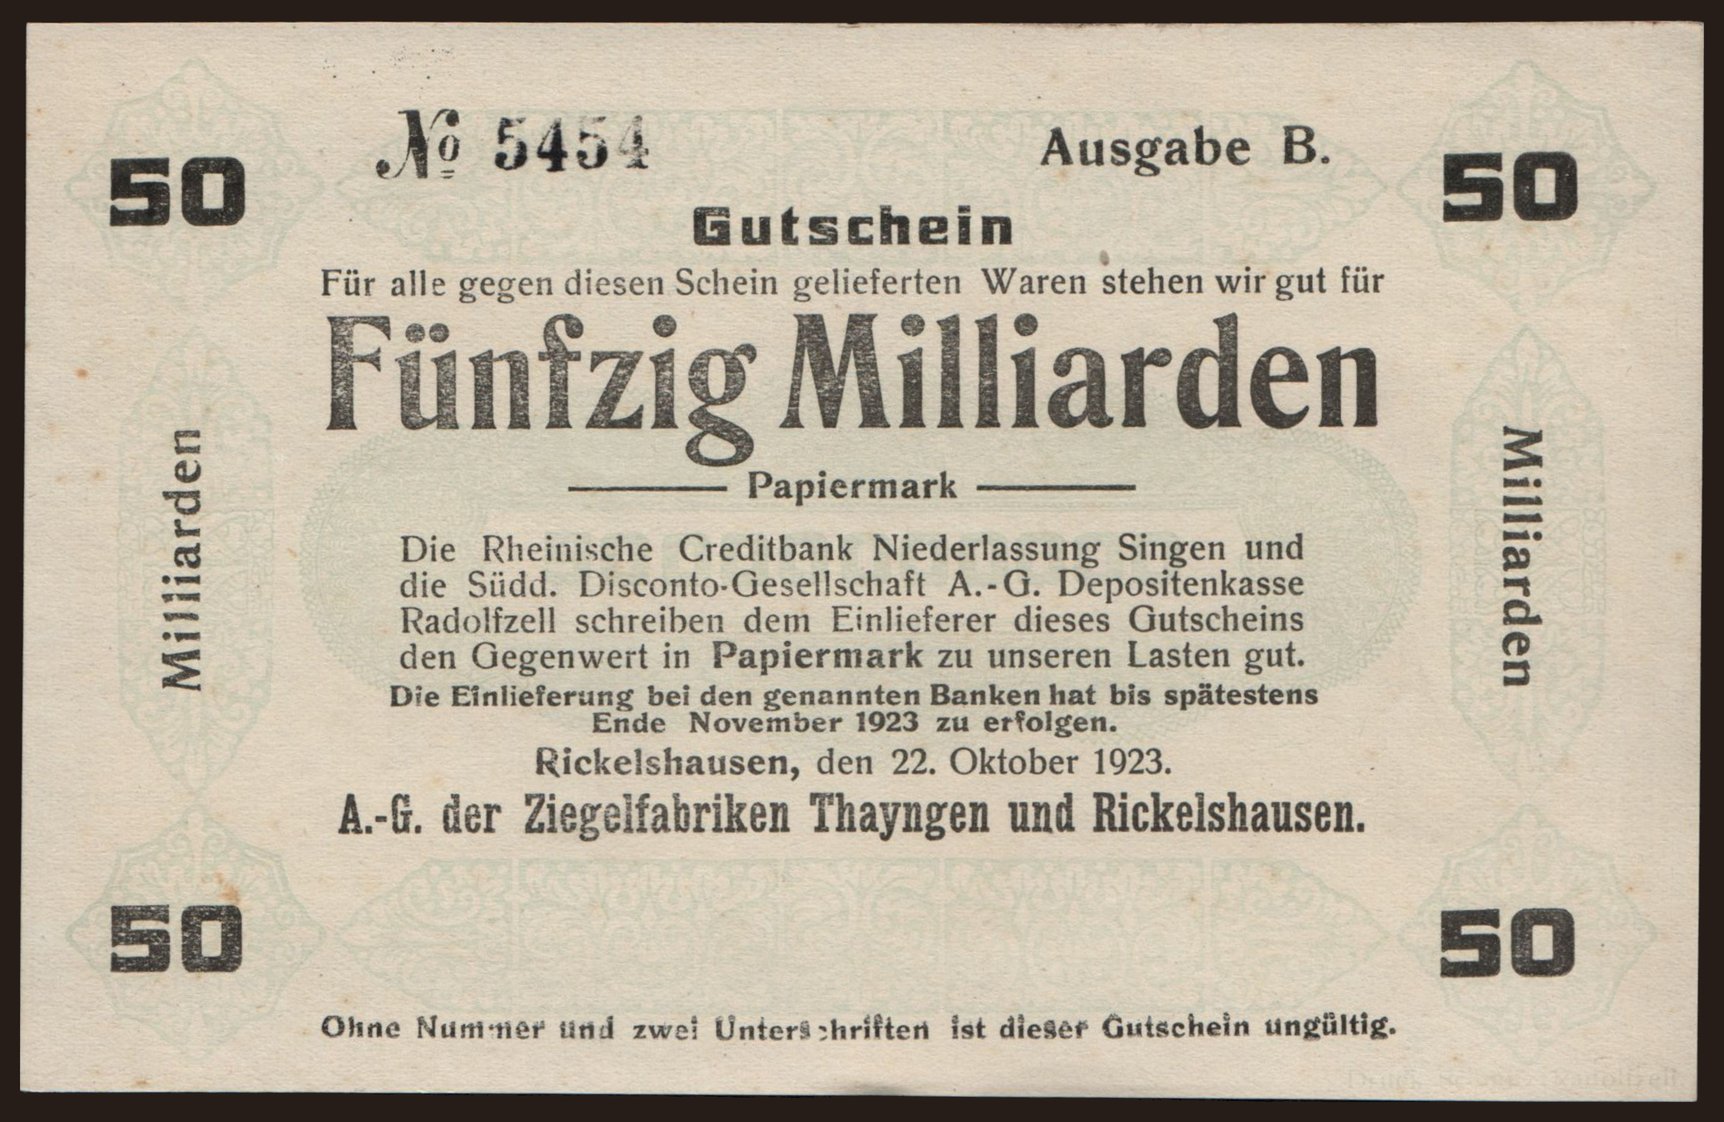 № 5454
Ausgabe B.
50
50
Gutschein
Für alle gegen diesen Schein gelieferten Waren stehen wir gut für
Fünfzig Milliarden
Papiermark
Milliarden
Milliarden
Die Rheinische Creditbank Niederlassung Singen und
die Südd. Disconto-Gesellschaft A.-G. Depositenkasse
Radolfzell schreiben dem Einlieferer dieses Gutscheins
den Gegenwert in Papiermark zu unseren Lasten gut.
Die Einlieferung bei den genannten Banken hat bis spätestens
Ende November 1923 zu erfolgen.
Rickelshausen, den 22. Oktober 1923.
A.-G. der Ziegelfabriken Thayngen und Rickelshausen.
50
50
Ohne Nummer und zwei Unterschriften ist dieser Gutschein ungültig.